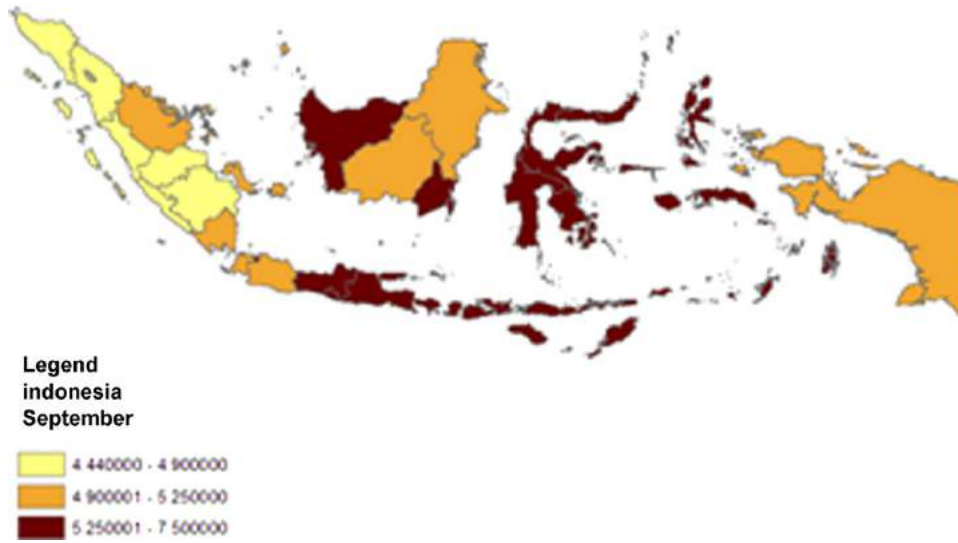 Legend
indonesia
September
4 440000 - 4 900000
4 900001 - 5 250000
5 250001 - 7 500000